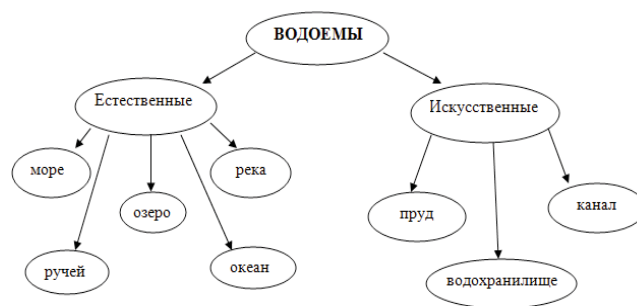 ВОДОЕМЫ
Естественные
Искусственные
море
река
озеро
пруд
канал
ручей
океан
водохранилище